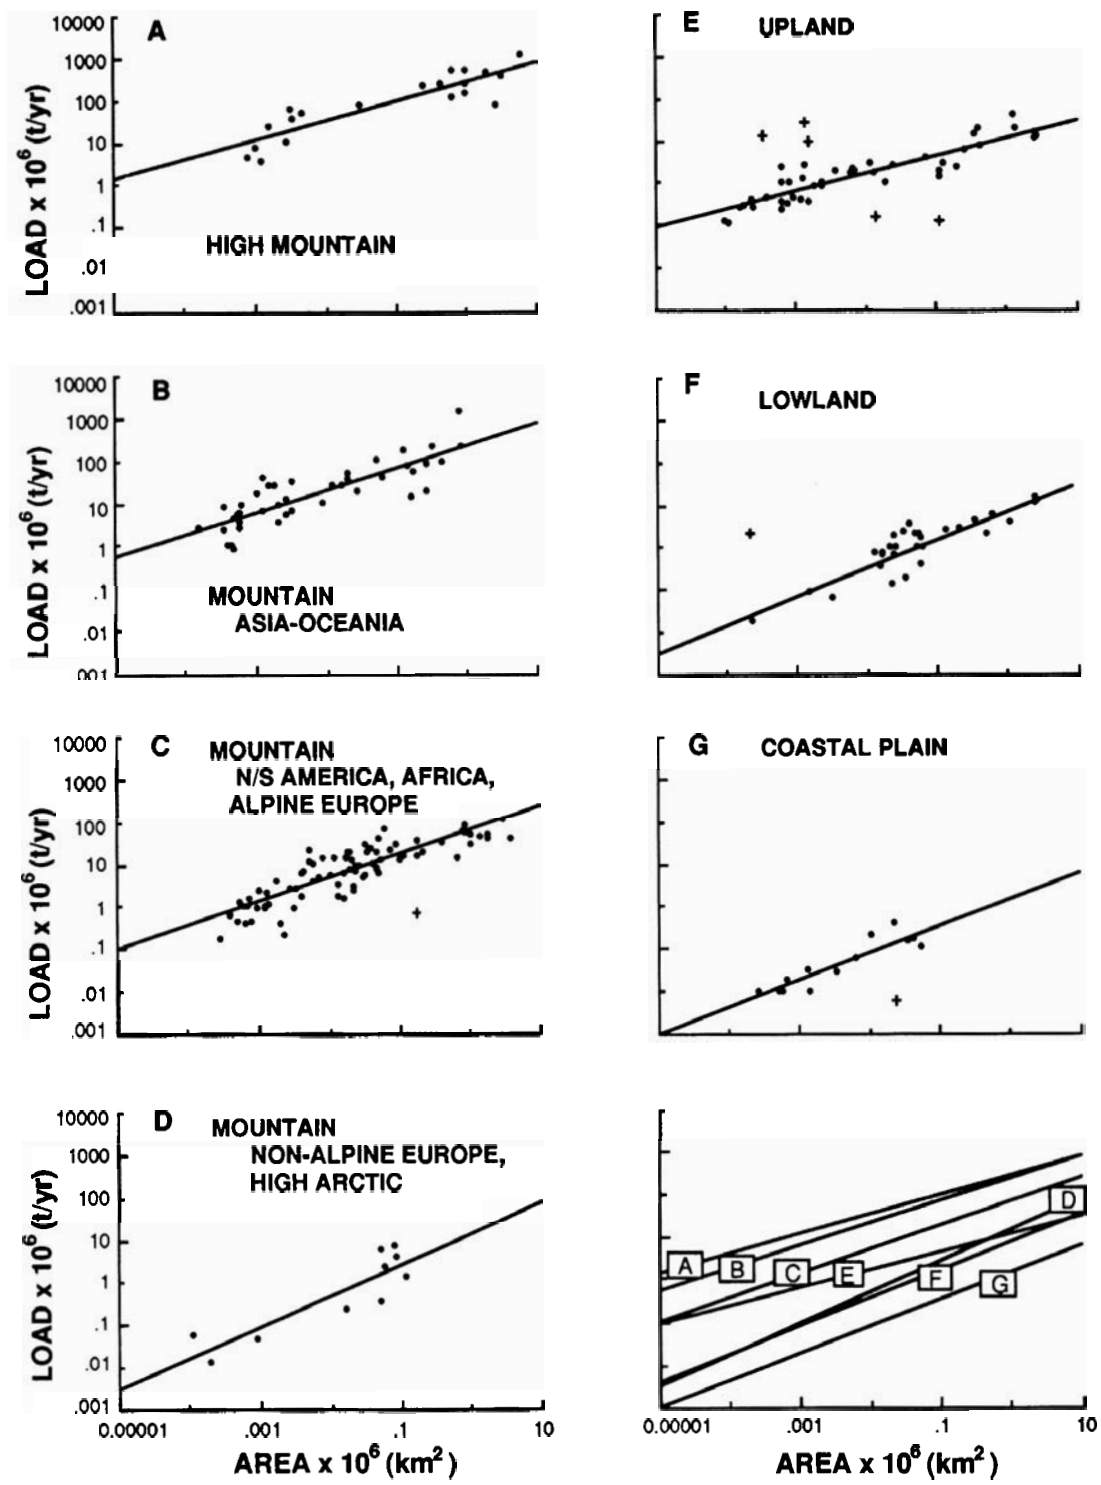 A
10000
1000
100
10
1
.1
.01
.001
LOAD x 10⁶ (t/yr)
HIGH MOUNTAIN
B
10000
1000
100
10
1
.1
.01
.001
LOAD x 10⁶ (t/yr)
MOUNTAIN
ASIA-OCEANIA
C
MOUNTAIN
N/S AMERICA, AFRICA,
ALPINE EUROPE
10000
1000
100
10
1
.1
.01
.001
LOAD x 10⁶ (t/yr)
D
MOUNTAIN
NON-ALPINE EUROPE,
HIGH ARCTIC
10000
1000
100
10
1
.1
.01
.001
LOAD x 10⁶ (t/yr)
0.00001 .001 .1 10
AREA x 10⁶ (km²)
E UPLAND
F LOWLAND
G COASTAL PLAIN
D
A B C E F G
0.00001 .001 .1 10
AREA x 10⁶ (km²)